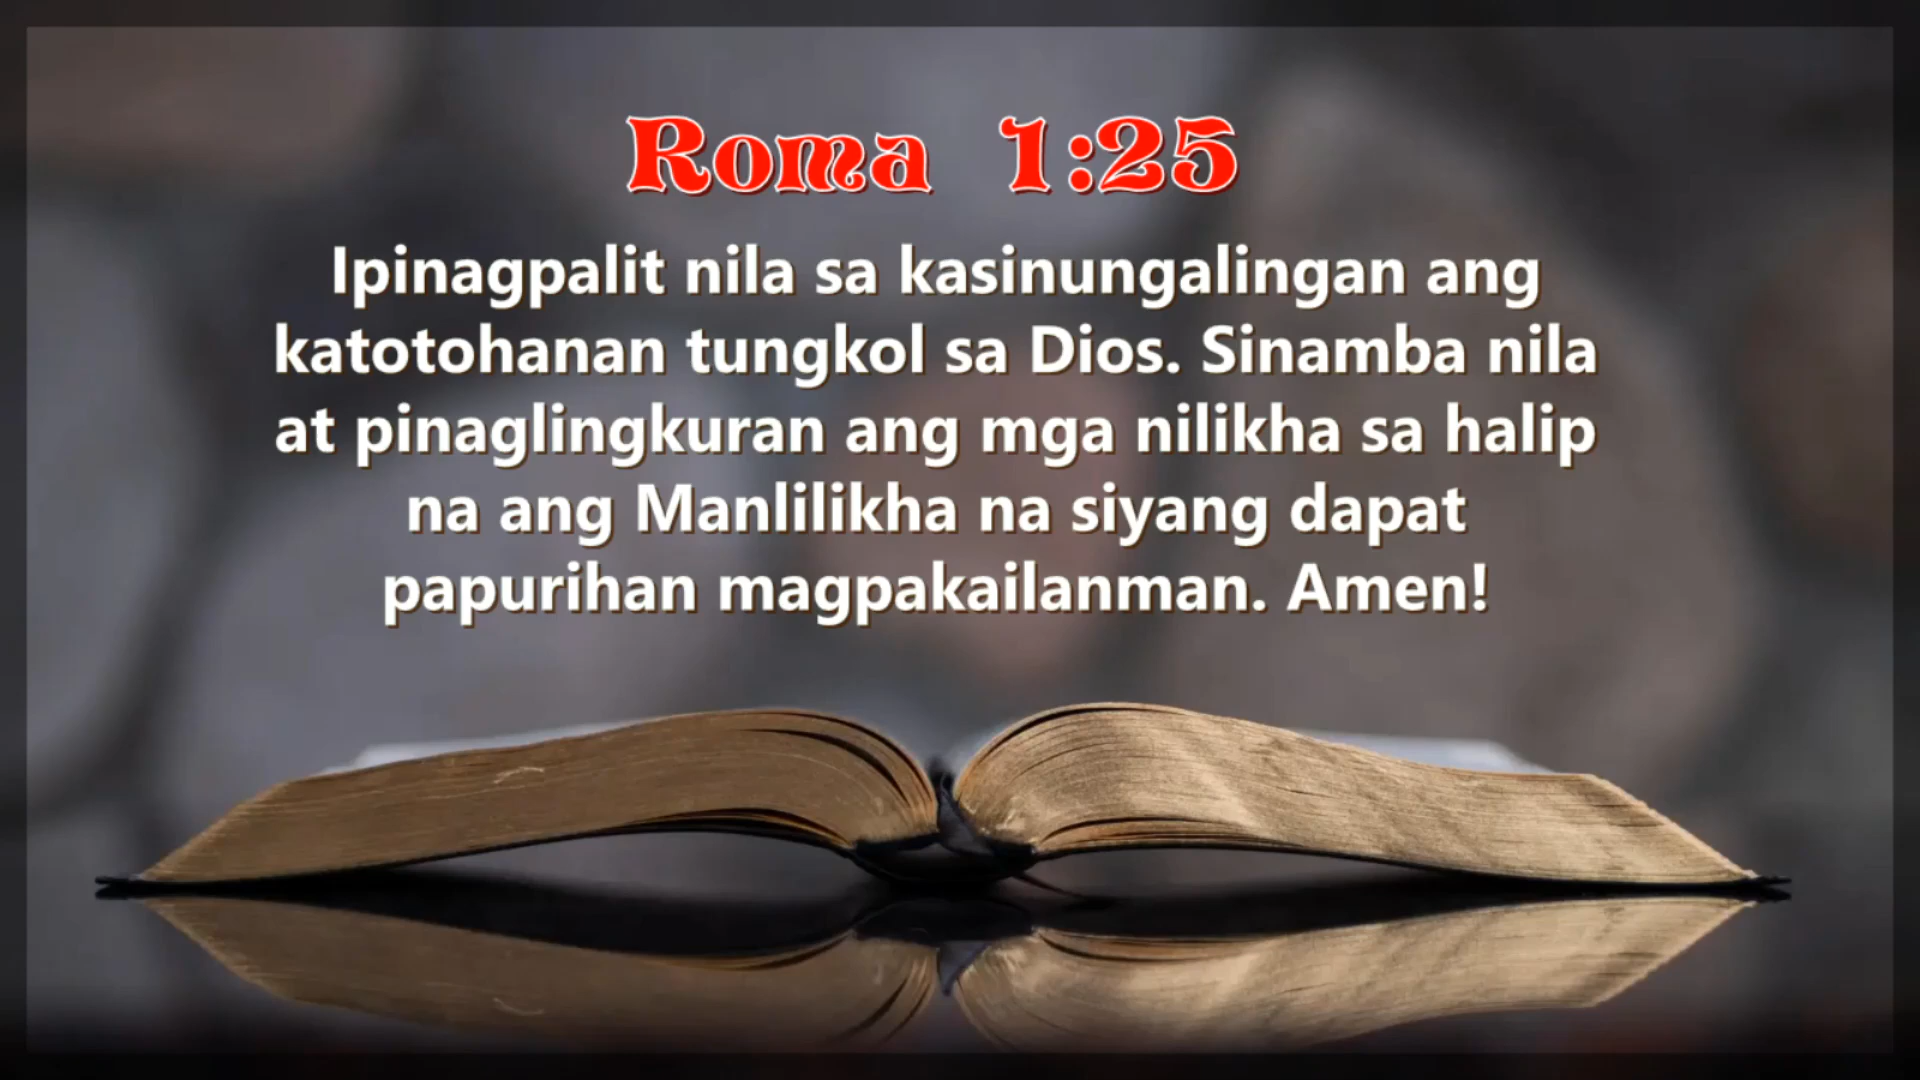 Roma 1:25
Ipinagpalit nila sa kasinungalingan ang
katotohanan tungkol sa Dios. Sinamba nila
at pinaglingkuran ang mga nilikha sa halip
na ang Manlilikha na siyang dapat
papurihan magpakailanman. Amen!